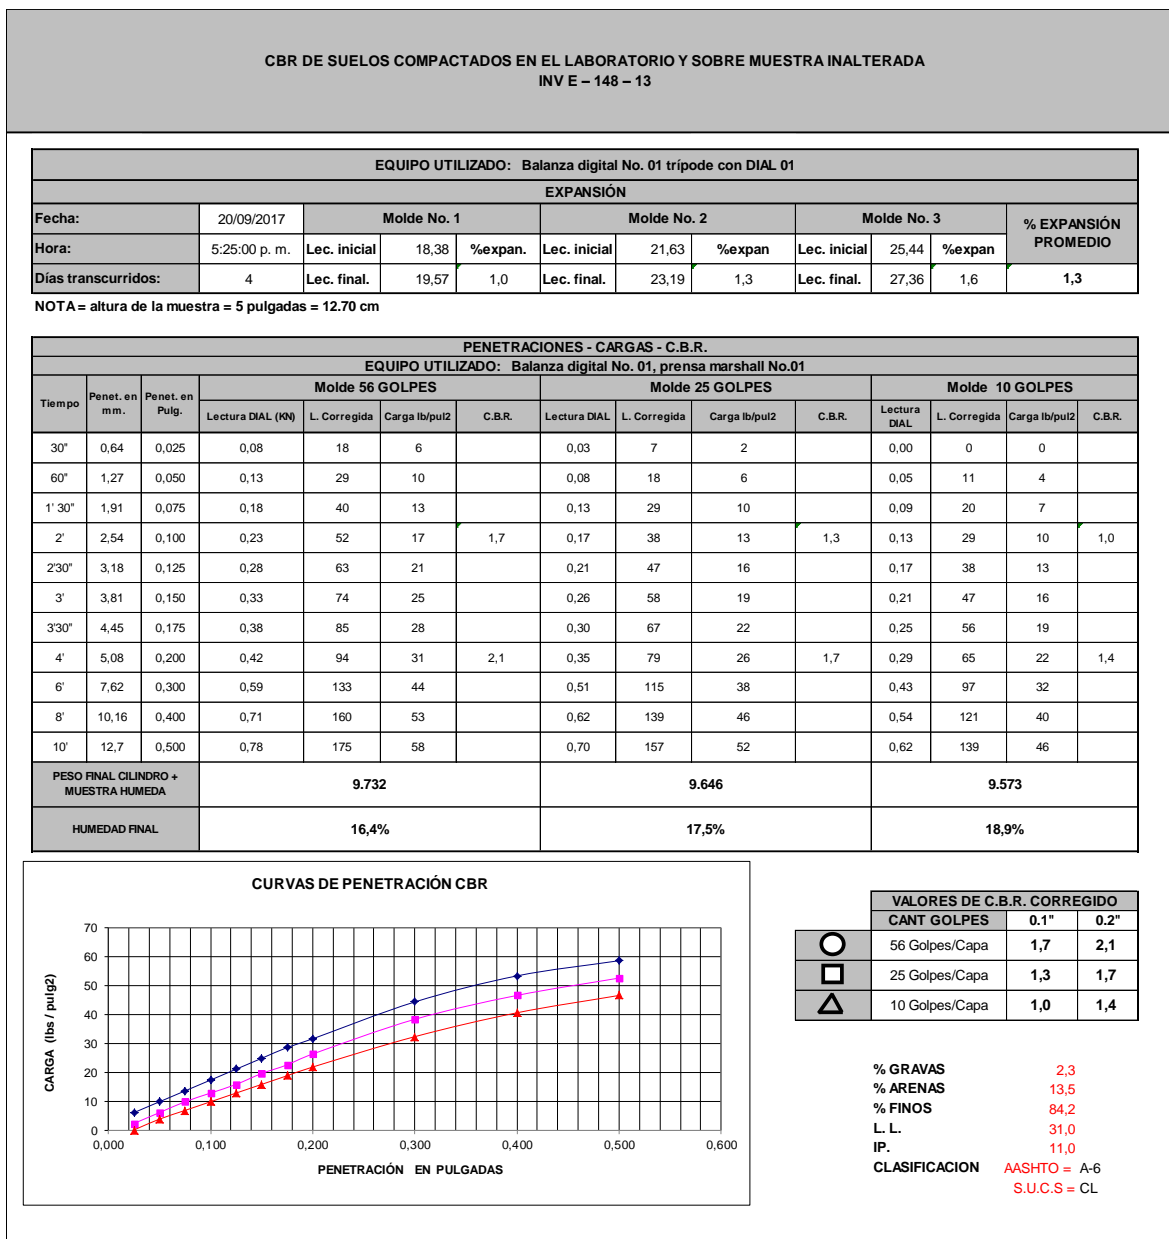 CBR DE SUELOS COMPACTADOS EN EL LABORATORIO Y SOBRE MUESTRA INALTERADA
INV E – 148 – 13
EQUIPO UTILIZADO: Balanza digital No. 01 trípode con DIAL 01
EXPANSIÓN
Fecha: 20/09/2017 Molde No. 1 Molde No. 2 Molde No. 3 % EXPANSIÓN PROMEDIO
Hora: 5:25:00 p. m. Lec. inicial 18,38 %expan. Lec. inicial 21,63 %expan Lec. inicial 25,44 %expan
Días transcurridos: 4 Lec. final. 19,57 1,0 Lec. final. 23,19 1,3 Lec. final. 27,36 1,6 1,3
NOTA = altura de la muestra = 5 pulgadas = 12.70 cm
PENETRACIONES - CARGAS - C.B.R.
EQUIPO UTILIZADO: Balanza digital No. 01, prensa marshall No.01
Tiempo Penet. en mm. Penet. en Pulg. Molde 56 GOLPES Molde 25 GOLPES Molde 10 GOLPES
Lectura DIAL (KN) L. Corregida Carga lb/pul2 C.B.R. Lectura DIAL L. Corregida Carga lb/pul2 C.B.R. Lectura DIAL L. Corregida Carga lb/pul2 C.B.R.
30" 0,64 0,025 0,08 18 6 0,03 7 2 0,00 0 0
60" 1,27 0,050 0,13 29 10 0,08 18 6 0,05 11 4
1' 30" 1,91 0,075 0,18 40 13 0,13 29 10 0,09 20 7
2' 2,54 0,100 0,23 52 17 1,7 0,17 38 13 1,3 0,13 29 10 1,0
2'30" 3,18 0,125 0,28 63 21 0,21 47 16 0,17 38 13
3' 3,81 0,150 0,33 74 25 0,26 58 19 0,21 47 16
3'30" 4,45 0,175 0,38 85 28 0,30 67 22 0,25 56 19
4' 5,08 0,200 0,42 94 31 2,1 0,35 79 26 1,7 0,29 65 22 1,4
6' 7,62 0,300 0,59 133 44 0,51 115 38 0,43 97 32
8' 10,16 0,400 0,71 160 53 0,62 139 46 0,54 121 40
10' 12,7 0,500 0,78 175 58 0,70 157 52 0,62 139 46
PESO FINAL CILINDRO + MUESTRA HUMEDA 9.732 9.646 9.573
HUMEDAD FINAL 16,4% 17,5% 18,9%
CURVAS DE PENETRACIÓN CBR
CARGA (lbs / pulg2)
70
60
50
40
30
20
10
0
0,000 0,100 0,200 0,300 0,400 0,500 0,600
PENETRACIÓN EN PULGADAS
VALORES DE C.B.R. CORREGIDO
CANT GOLPES 0.1" 0.2"
56 Golpes/Capa 1,7 2,1
25 Golpes/Capa 1,3 1,7
10 Golpes/Capa 1,0 1,4
% GRAVAS 2,3
% ARENAS 13,5
% FINOS 84,2
L. L. 31,0
IP. 11,0
CLASIFICACION AASHTO = A-6
S.U.C.S = CL